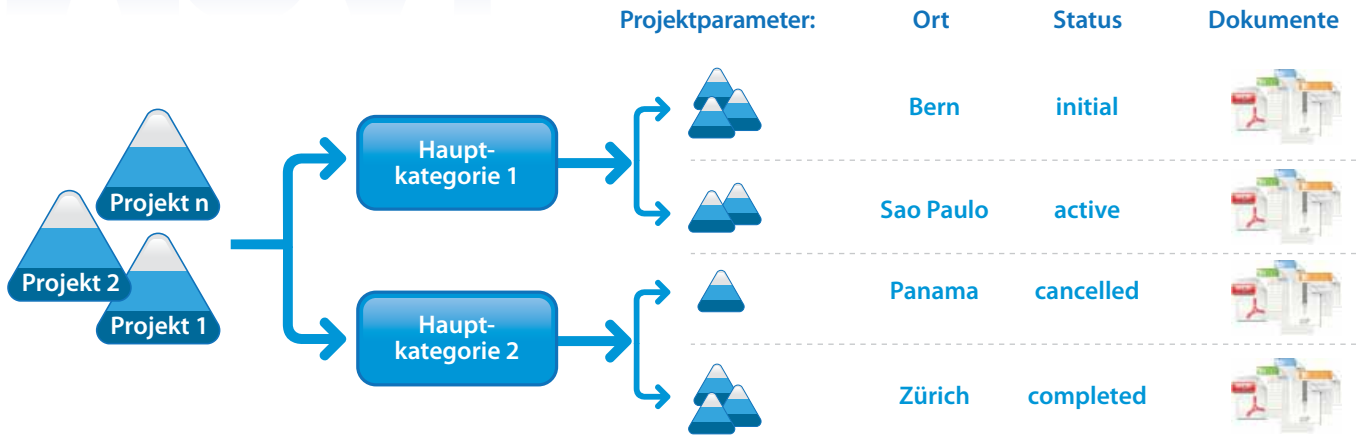 Projektparameter: Ort Status Dokumente
Bern initial
Haupt-
kategorie 1
Projekt n
Sao Paulo active
Projekt 2
Panama cancelled
Projekt 1
Haupt-
kategorie 2
Zürich completed